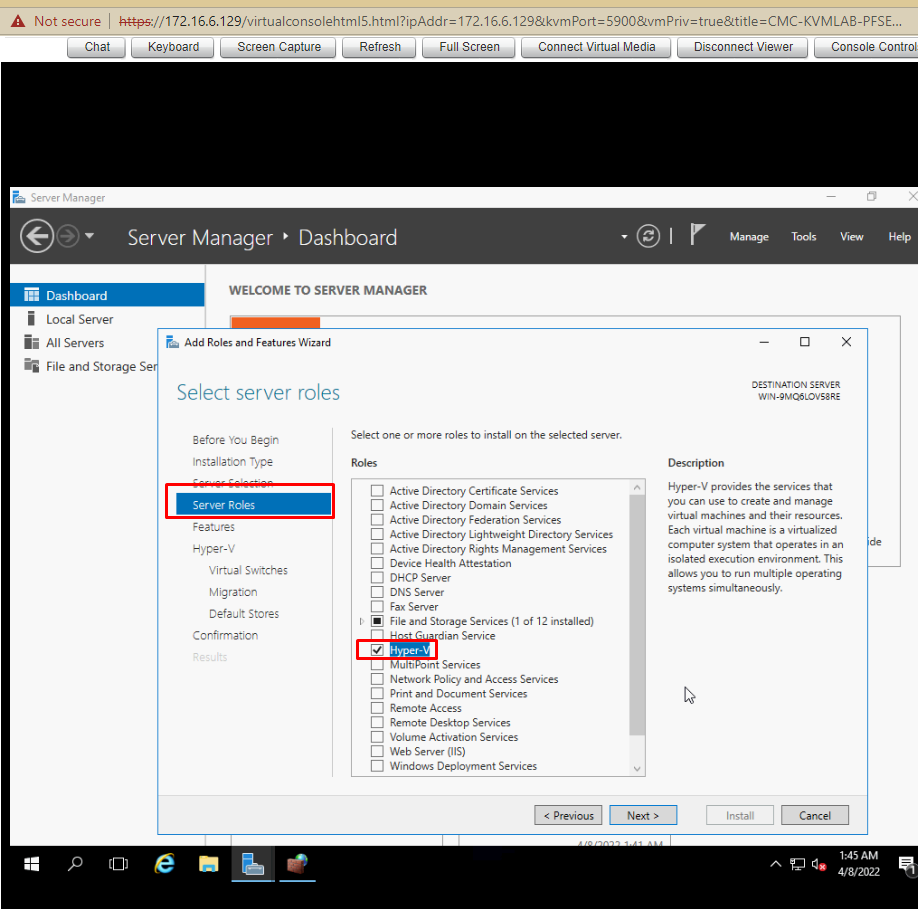 Not secure | https://172.16.6.129/virtualconsolehtml5.html?ipAddr=172.16.6.129&kvmPort=5900&vmPriv=true&title=CMC-KVMLAB-PFSE...
Chat Keyboard Screen Capture Refresh Full Screen Connect Virtual Media Disconnect Viewer Console Control
Server Manager
Server Manager ‣ Dashboard
Manage Tools View Help
Dashboard
Local Server
All Servers
File and Storage Ser
WELCOME TO SERVER MANAGER
Add Roles and Features Wizard
Select server roles
DESTINATION SERVER
WIN-9MQ6LOV58RE
Before You Begin
Installation Type
Server Selection
Server Roles
Features
Hyper-V
Virtual Switches
Migration
Default Stores
Confirmation
Results
Select one or more roles to install on the selected server.
Roles
Active Directory Certificate Services
Active Directory Domain Services
Active Directory Federation Services
Active Directory Lightweight Directory Services
Active Directory Rights Management Services
Device Health Attestation
DHCP Server
DNS Server
Fax Server
File and Storage Services (1 of 12 installed)
Host Guardian Service
Hyper-V
MultiPoint Services
Network Policy and Access Services
Print and Document Services
Remote Access
Remote Desktop Services
Volume Activation Services
Web Server (IIS)
Windows Deployment Services
Description
Hyper-V provides the services that
you can use to create and manage
virtual machines and their resources.
Each virtual machine is a virtualized
computer system that operates in an
isolated execution environment. This
allows you to run multiple operating
systems simultaneously.
ide
< Previous Next > Install Cancel
4/8/2022 1:41 AM
1:45 AM
4/8/2022
1